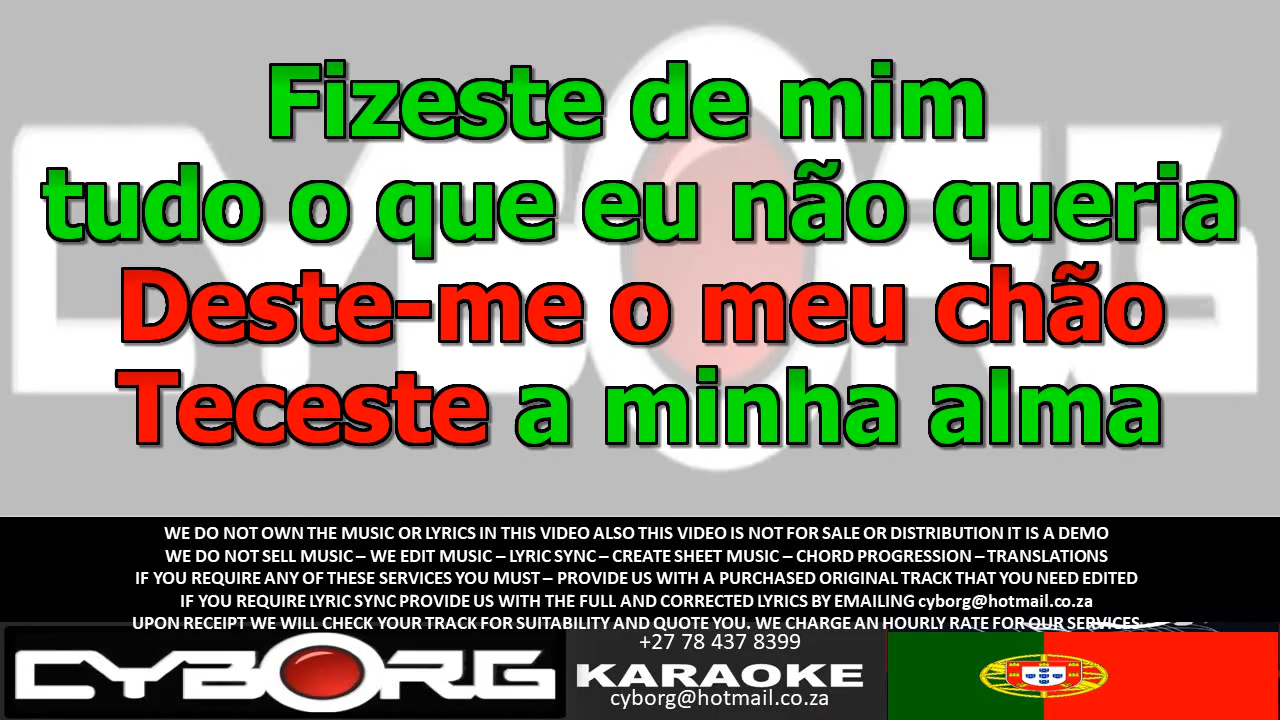 Fizeste de mim
tudo o que eu não queria
Deste-me o meu chão
Teceste a minha alma
WE DO NOT OWN THE MUSIC OR LYRICS IN THIS VIDEO ALSO THIS VIDEO IS NOT FOR SALE OR DISTRIBUTION IT IS A DEMO
WE DO NOT SELL MUSIC – WE EDIT MUSIC – LYRIC SYNC – CREATE SHEET MUSIC – CHORD PROGRESSION – TRANSLATIONS
IF YOU REQUIRE ANY OF THESE SERVICES YOU MUST – PROVIDE US WITH A PURCHASED ORIGINAL TRACK THAT YOU NEED EDITED
IF YOU REQUIRE LYRIC SYNC PROVIDE US WITH THE FULL AND CORRECTED LYRICS BY EMAILING cyborg@hotmail.co.za
UPON RECEIPT WE WILL CHECK YOUR TRACK FOR SUITABILITY AND QUOTE YOU. WE CHARGE AN HOURLY RATE FOR OUR SERVICES
+27 78 437 8399
CYBORG KARAOKE
cyborg@hotmail.co.za